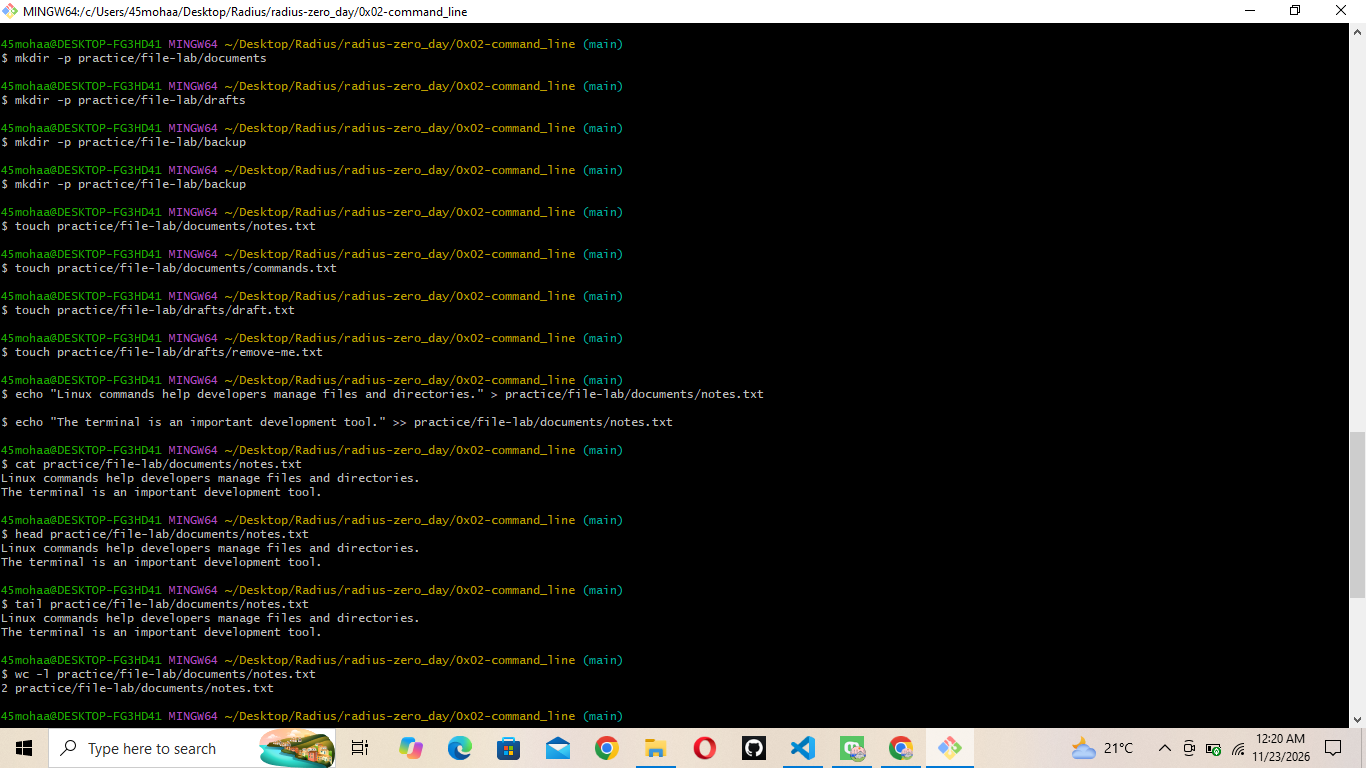 MINGW64:/c/Users/45mohaa/Desktop/Radius/radius-zero_day/0x02-command_line
45mohaa@DESKTOP-FG3HD41 MINGW64 ~/Desktop/Radius/radius-zero_day/0x02-command_line (main)
$ mkdir -p practice/file-lab/documents
45mohaa@DESKTOP-FG3HD41 MINGW64 ~/Desktop/Radius/radius-zero_day/0x02-command_line (main)
$ mkdir -p practice/file-lab/drafts
45mohaa@DESKTOP-FG3HD41 MINGW64 ~/Desktop/Radius/radius-zero_day/0x02-command_line (main)
$ mkdir -p practice/file-lab/backup
45mohaa@DESKTOP-FG3HD41 MINGW64 ~/Desktop/Radius/radius-zero_day/0x02-command_line (main)
$ mkdir -p practice/file-lab/backup
45mohaa@DESKTOP-FG3HD41 MINGW64 ~/Desktop/Radius/radius-zero_day/0x02-command_line (main)
$ touch practice/file-lab/documents/notes.txt
45mohaa@DESKTOP-FG3HD41 MINGW64 ~/Desktop/Radius/radius-zero_day/0x02-command_line (main)
$ touch practice/file-lab/documents/commands.txt
45mohaa@DESKTOP-FG3HD41 MINGW64 ~/Desktop/Radius/radius-zero_day/0x02-command_line (main)
$ touch practice/file-lab/drafts/draft.txt
45mohaa@DESKTOP-FG3HD41 MINGW64 ~/Desktop/Radius/radius-zero_day/0x02-command_line (main)
$ touch practice/file-lab/drafts/remove-me.txt
45mohaa@DESKTOP-FG3HD41 MINGW64 ~/Desktop/Radius/radius-zero_day/0x02-command_line (main)
$ echo "Linux commands help developers manage files and directories." > practice/file-lab/documents/notes.txt
$ echo "The terminal is an important development tool." >> practice/file-lab/documents/notes.txt
45mohaa@DESKTOP-FG3HD41 MINGW64 ~/Desktop/Radius/radius-zero_day/0x02-command_line (main)
$ cat practice/file-lab/documents/notes.txt
Linux commands help developers manage files and directories.
The terminal is an important development tool.
45mohaa@DESKTOP-FG3HD41 MINGW64 ~/Desktop/Radius/radius-zero_day/0x02-command_line (main)
$ head practice/file-lab/documents/notes.txt
Linux commands help developers manage files and directories.
The terminal is an important development tool.
45mohaa@DESKTOP-FG3HD41 MINGW64 ~/Desktop/Radius/radius-zero_day/0x02-command_line (main)
$ tail practice/file-lab/documents/notes.txt
Linux commands help developers manage files and directories.
The terminal is an important development tool.
45mohaa@DESKTOP-FG3HD41 MINGW64 ~/Desktop/Radius/radius-zero_day/0x02-command_line (main)
$ wc -l practice/file-lab/documents/notes.txt
2 practice/file-lab/documents/notes.txt
45mohaa@DESKTOP-FG3HD41 MINGW64 ~/Desktop/Radius/radius-zero_day/0x02-command_line (main)
Type here to search
21°C
12:20 AM
11/23/2026